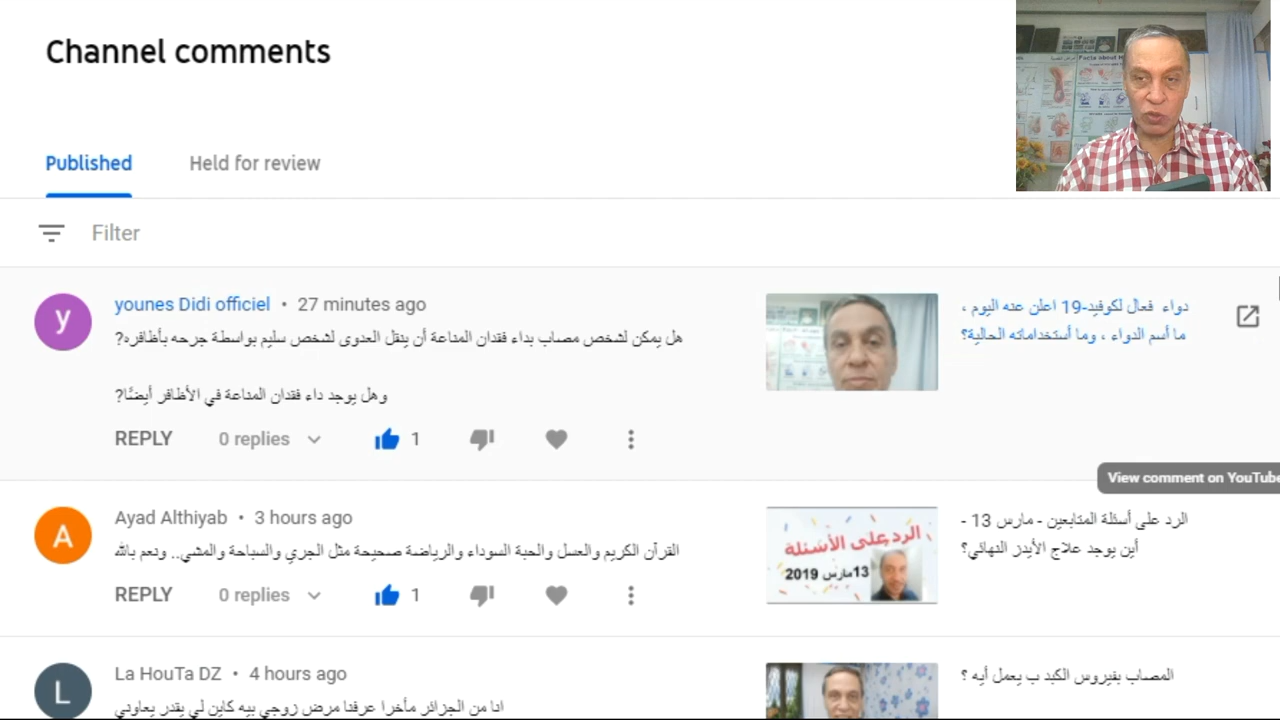 Channel comments
Published
Held for review
Filter
younes Didi officiel • 27 minutes ago
هل يمكن لشخص مصاب بداء فقدان المناعة أن ينقل العدوى لشخص سليم بواسطة جرحه بأظافره?
وهل يوجد داء فقدان المناعة في الأظافر أيضًا?
REPLY
0 replies
1
دواء فعال لكوفيد-19 اعلن عنه اليوم ،
ما أسم الدواء ، وما أستخداماته الحالية؟
View comment on YouTube
Ayad Althiyab • 3 hours ago
القرآن الكريم والعسل والحبة السوداء والرياضة صحيحة مثل الجري والسباحة والمشي.. ونعم بالله
REPLY
0 replies
1
الرد على الأسئلة
13مارس 2019
الرد على أسئلة المتابعين - مارس 13 -
أين يوجد علاج الأيدز النهائي؟
La HouTa DZ • 4 hours ago
انا من الجزائر مأخرا عرفنا مرض زوجي بيه كاين لي يقدر يعاوني
المصاب بفيروس الكبد ب يعمل أيه ؟
Facts about
y
A
L